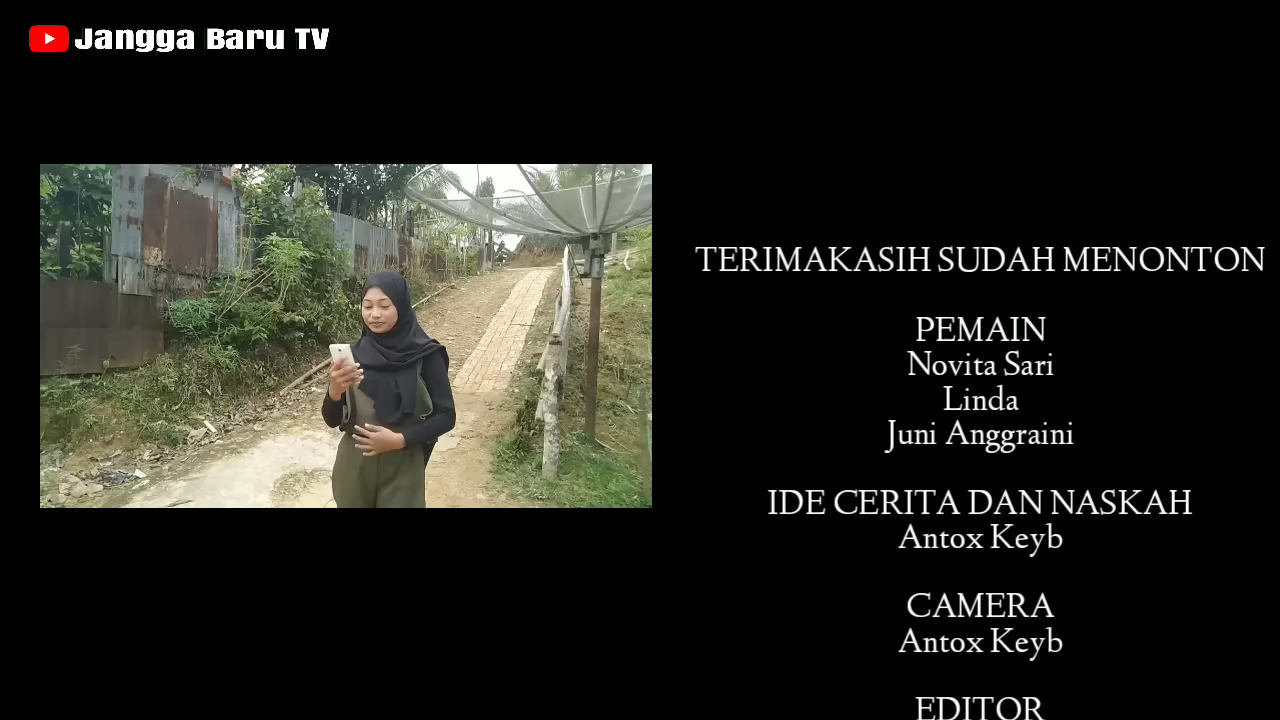 Jangga Baru TV
TERIMAKASIH SUDAH MENONTON
PEMAIN
Novita Sari
Linda
Juni Anggraini
IDE CERITA DAN NASKAH
Antox Keyb
CAMERA
Antox Keyb
EDITOR